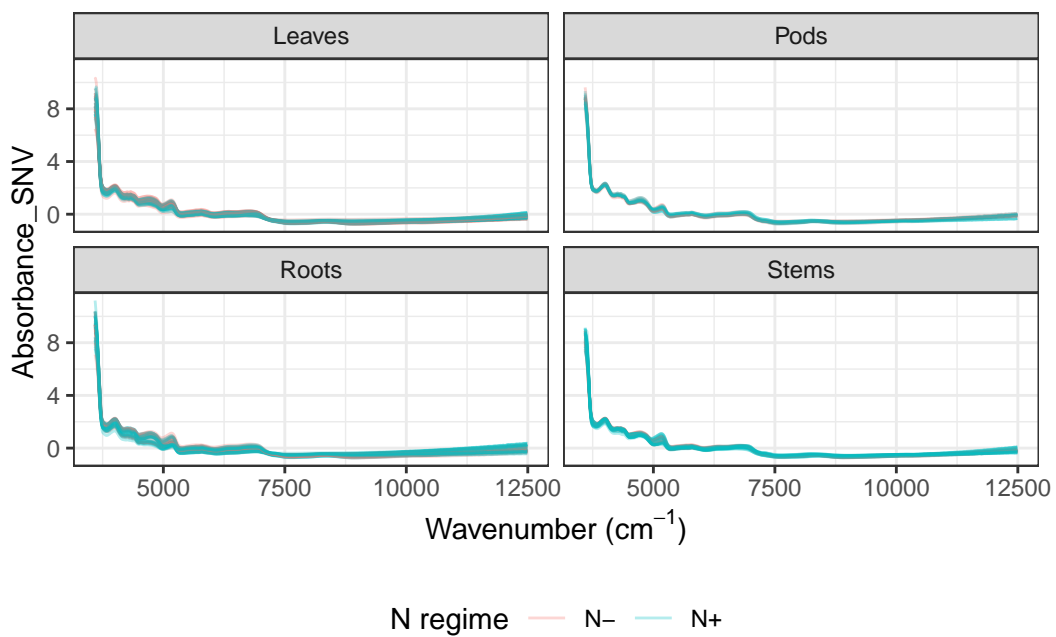 Leaves
Pods
8
4
0
Roots
Stems
8
4
0
Absorbance_SNV
5000 7500 10000 12500 5000 7500 10000 12500
Wavenumber (cm⁻¹)
N regime N− N+